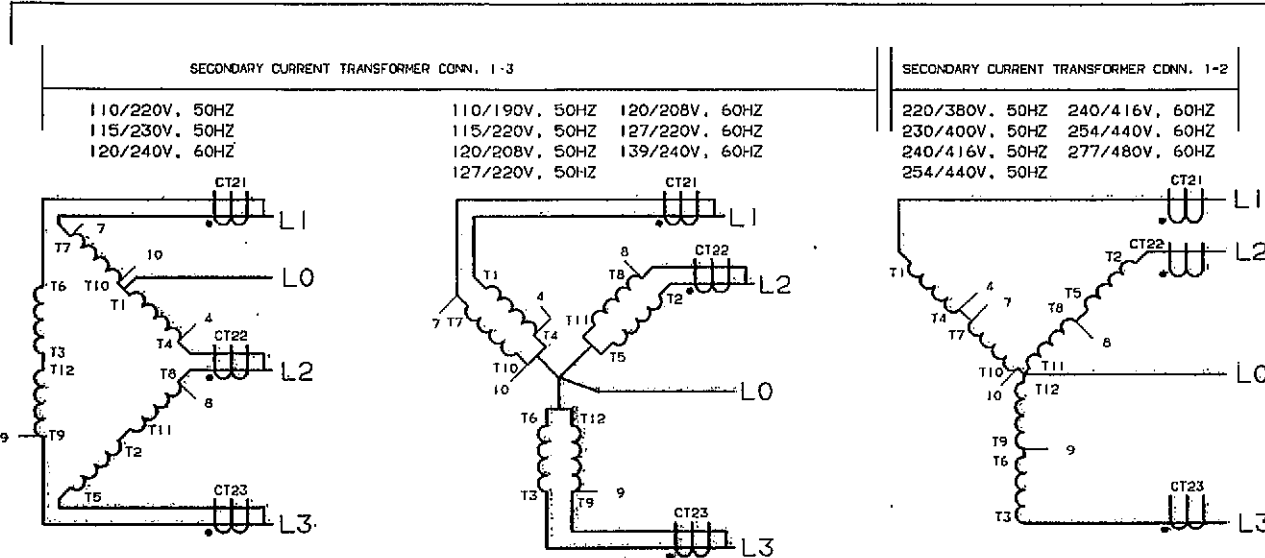 SECONDARY CURRENT TRANSFORMER CONN. 1-3
110/220V, 50HZ
115/230V, 50HZ
120/240V, 60HZ
110/190V, 50HZ 120/208V, 60HZ
115/220V, 50HZ 127/220V, 60HZ
120/208V, 50HZ 139/240V, 60HZ
127/220V, 50HZ
SECONDARY CURRENT TRANSFORMER CONN. 1-2
220/380V, 50HZ 240/416V, 60HZ
230/400V, 50HZ 254/440V, 60HZ
240/416V, 50HZ 277/480V, 60HZ
254/440V, 50HZ
CT21
L1
7
T7
10
L0
T6
T10
T1
4
T4
CT22
T3
T12
T8
L2
8
9
T9
T11
T2
T5
CT23
L3
CT21
L1
8
CT22
T1
T8
L2
T2
4
7
T7
T11
T4
T5
T10
10
L0
T6
T12
T3
T9
9
CT23
L3
CT21
L1
CT22
L2
T1
T2
4
7
T5
T4
T8
T7
8
T10
T11
L0
10
T12
T9
9
T6
CT23
T3
L3